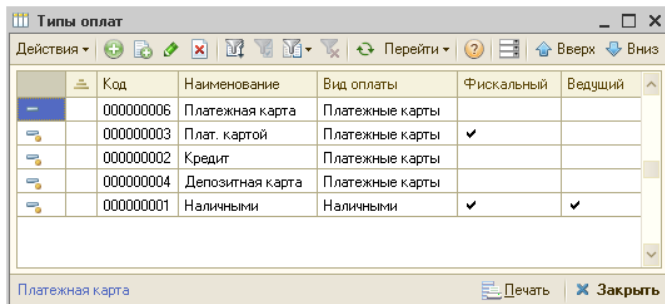 Типы оплат
Действия Перейти Вверх Вниз
Код Наименование Вид оплаты Фискальный Ведущий
000000006 Платежная карта Платежные карты
000000003 Плат. картой Платежные карты
000000002 Кредит Платежные карты
000000004 Депозитная карта Платежные карты
000000001 Наличными Наличными
Платежная карта Печать Закрыть